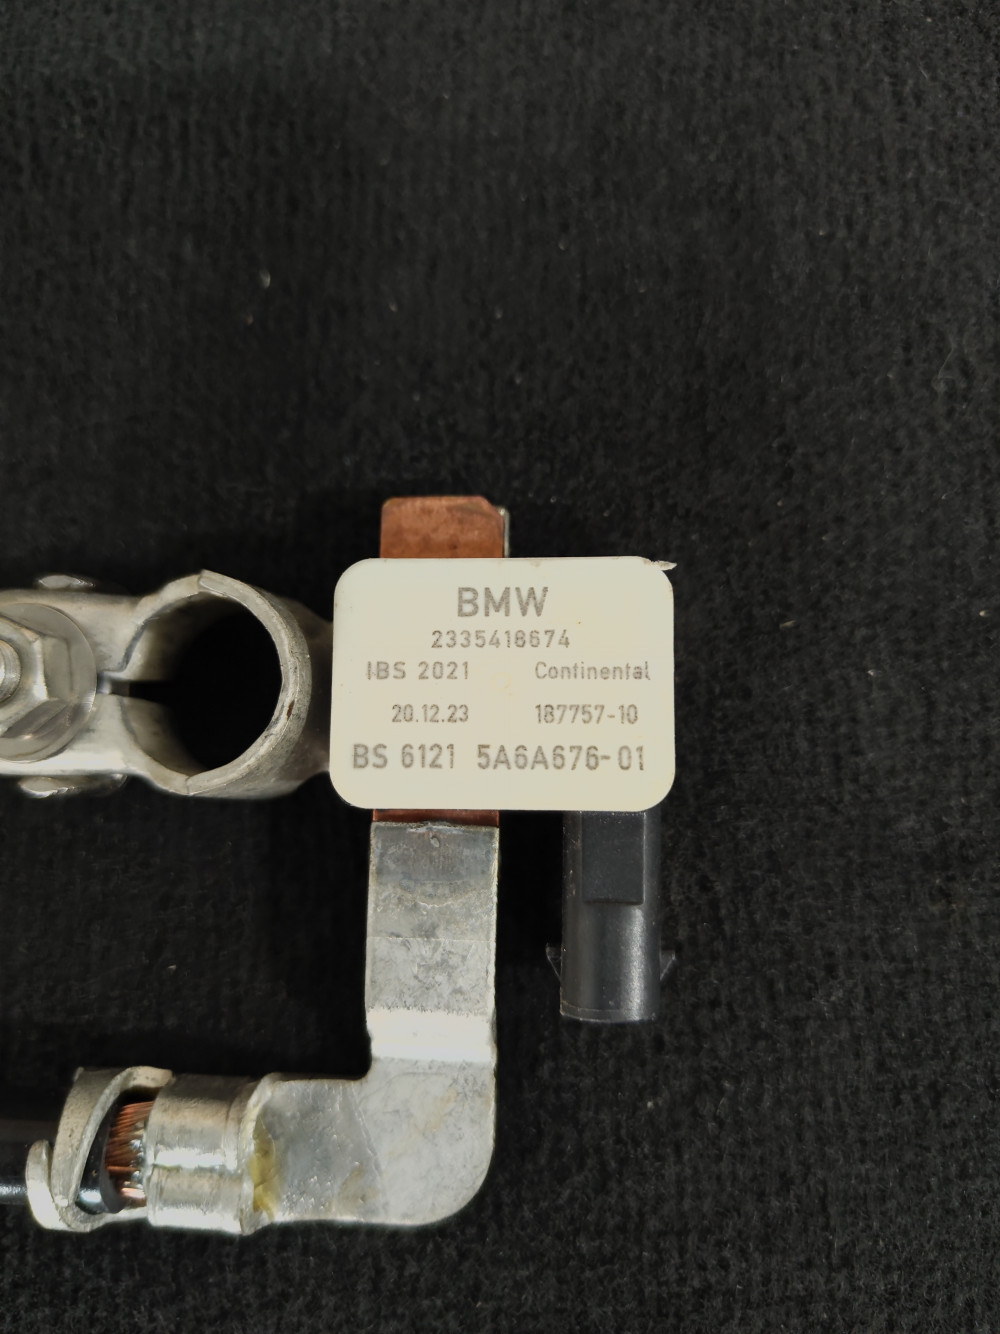 BMW
2335418674
IBS 2021 Continental
20.12.23 187757-10
BS 6121 5A6A676-01